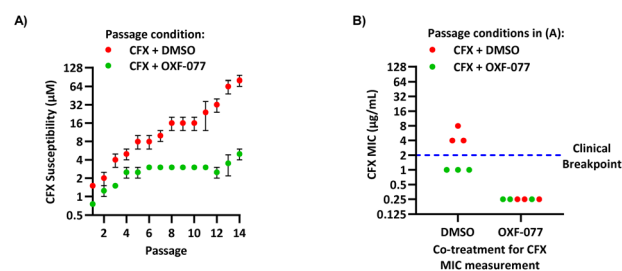 A)
Passage condition:
CFX + DMSO
CFX + OXF-077
CFX Susceptibility (µM)
128
64
32
16
8
4
2
1
0.5
2 4 6 8 10 12 14
Passage
B)
Passage conditions in (A):
CFX + DMSO
CFX + OXF-077
CFX MIC (µg/mL)
128
64
32
16
8
4
2
1
0.5
0.25
0.125
Clinical
Breakpoint
DMSO OXF-077
Co-treatment for CFX
MIC measurement